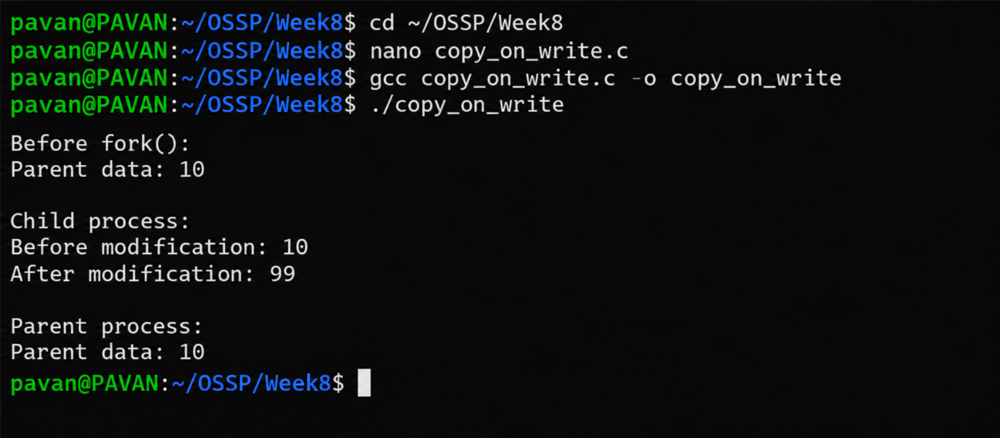 pavan@PAVAN:~/OSSP/Week8$ cd ~/OSSP/Week8
pavan@PAVAN:~/OSSP/Week8$ nano copy_on_write.c
pavan@PAVAN:~/OSSP/Week8$ gcc copy_on_write.c -o copy_on_write
pavan@PAVAN:~/OSSP/Week8$ ./copy_on_write
Before fork():
Parent data: 10
Child process:
Before modification: 10
After modification: 99
Parent process:
Parent data: 10
pavan@PAVAN:~/OSSP/Week8$